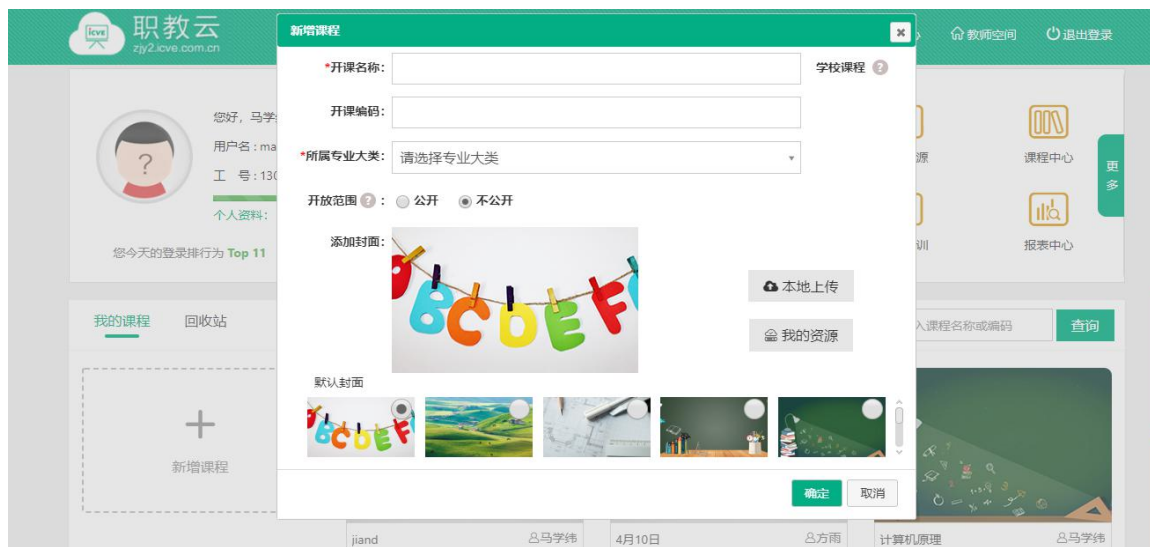 icve
职教云
zjy2.icve.com.cn
教师空间
退出登录
新增课程
*开课名称:
学校课程
开课编码:
*所属专业大类:
请选择专业大类
开放范围 ? :
公开
不公开
添加封面:
ABCDEF
本地上传
我的资源
默认封面
ABCDEF
确定
取消
您好，马学
用户名 : ma
工 号 : 130
个人资料:
您今天的登录排行为 Top 11
源
课程中心
训
报表中心
更多
我的课程
回收站
入课程名称或编码
查询
新增课程
jiand
马学纬
4月10日
方雨
计算机原理
马学纬